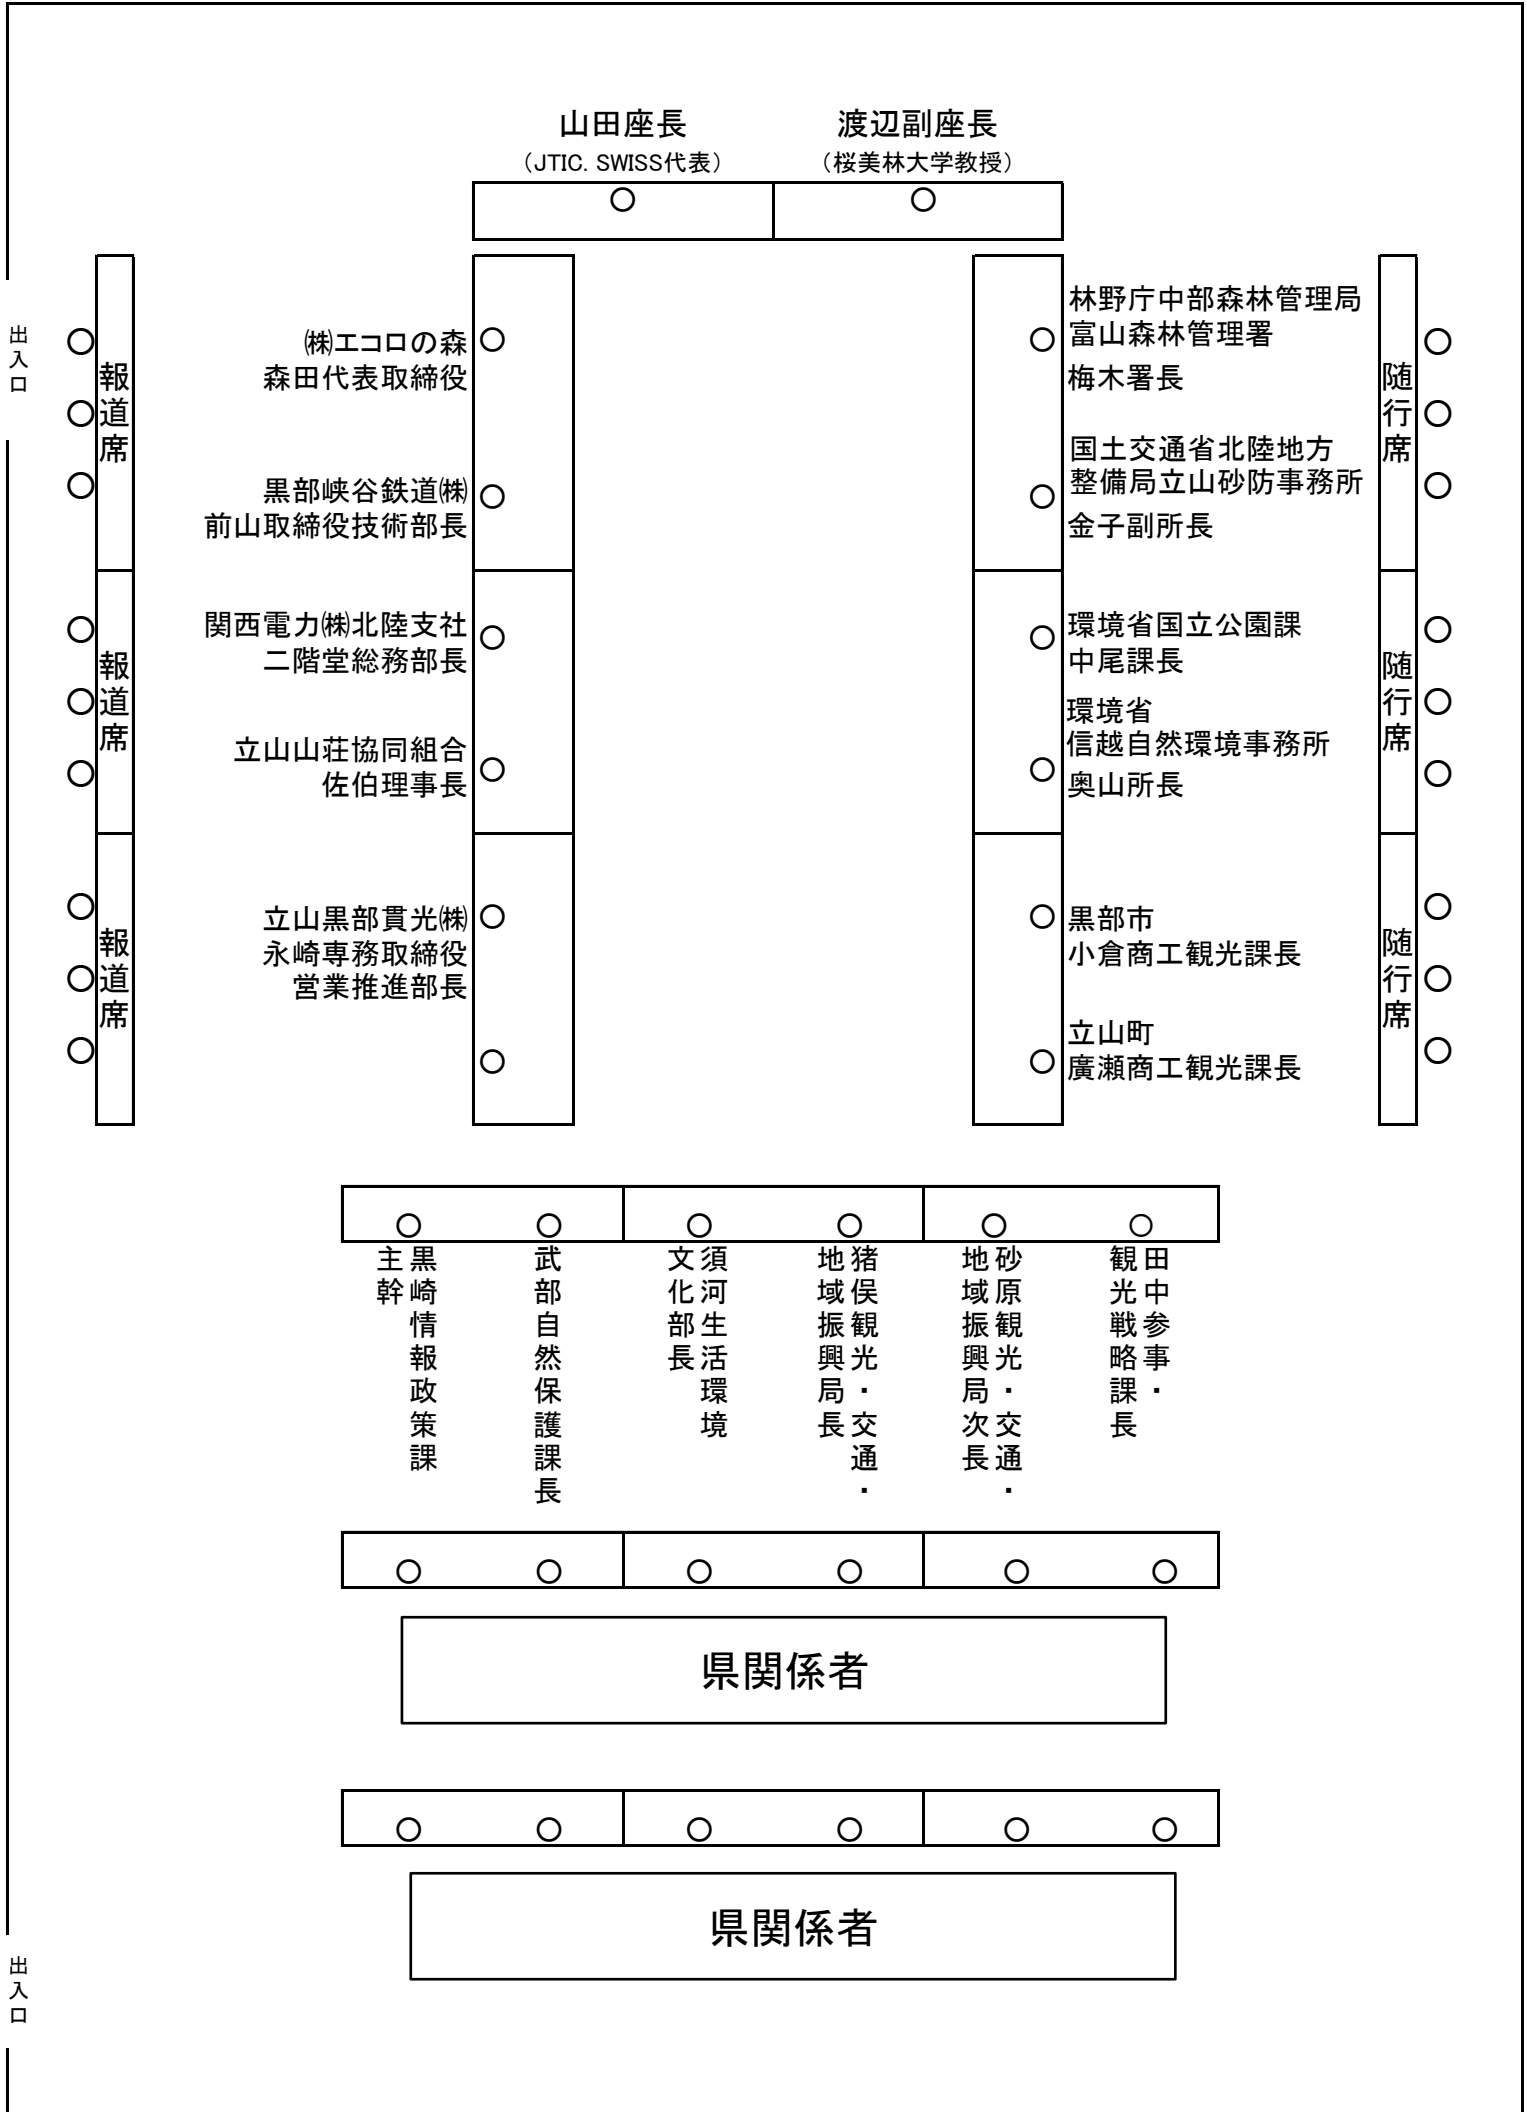 山田座長
（JTIC. SWISS代表）
渡辺副座長
（桜美林大学教授）
出入口
報道席
報道席
報道席
㈱エコロの森
森田代表取締役
黒部峡谷鉄道㈱
前山取締役技術部長
関西電力㈱北陸支社
二階堂総務部長
立山山荘協同組合
佐伯理事長
立山黒部貫光㈱
永崎専務取締役
営業推進部長
林野庁中部森林管理局
富山森林管理署
梅木署長
国土交通省北陸地方
整備局立山砂防事務所
金子副所長
環境省国立公園課
中尾課長
環境省
信越自然環境事務所
奥山所長
黒部市
小倉商工観光課長
立山町
廣瀬商工観光課長
随行席
随行席
随行席
黒崎情報政策課
主幹
武部自然保護課長
須河生活環境
文化部長
猪俣観光・交通・
地域振興局長
砂原観光・交通・
地域振興局次長
田中参事・
観光戦略課長
県関係者
県関係者
出入口